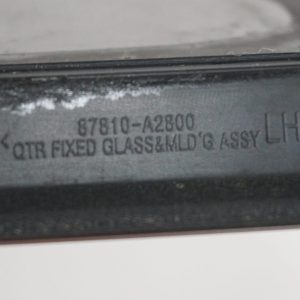 87810-A2800
<QTR FIXED GLASS&MLD'G ASSY LH